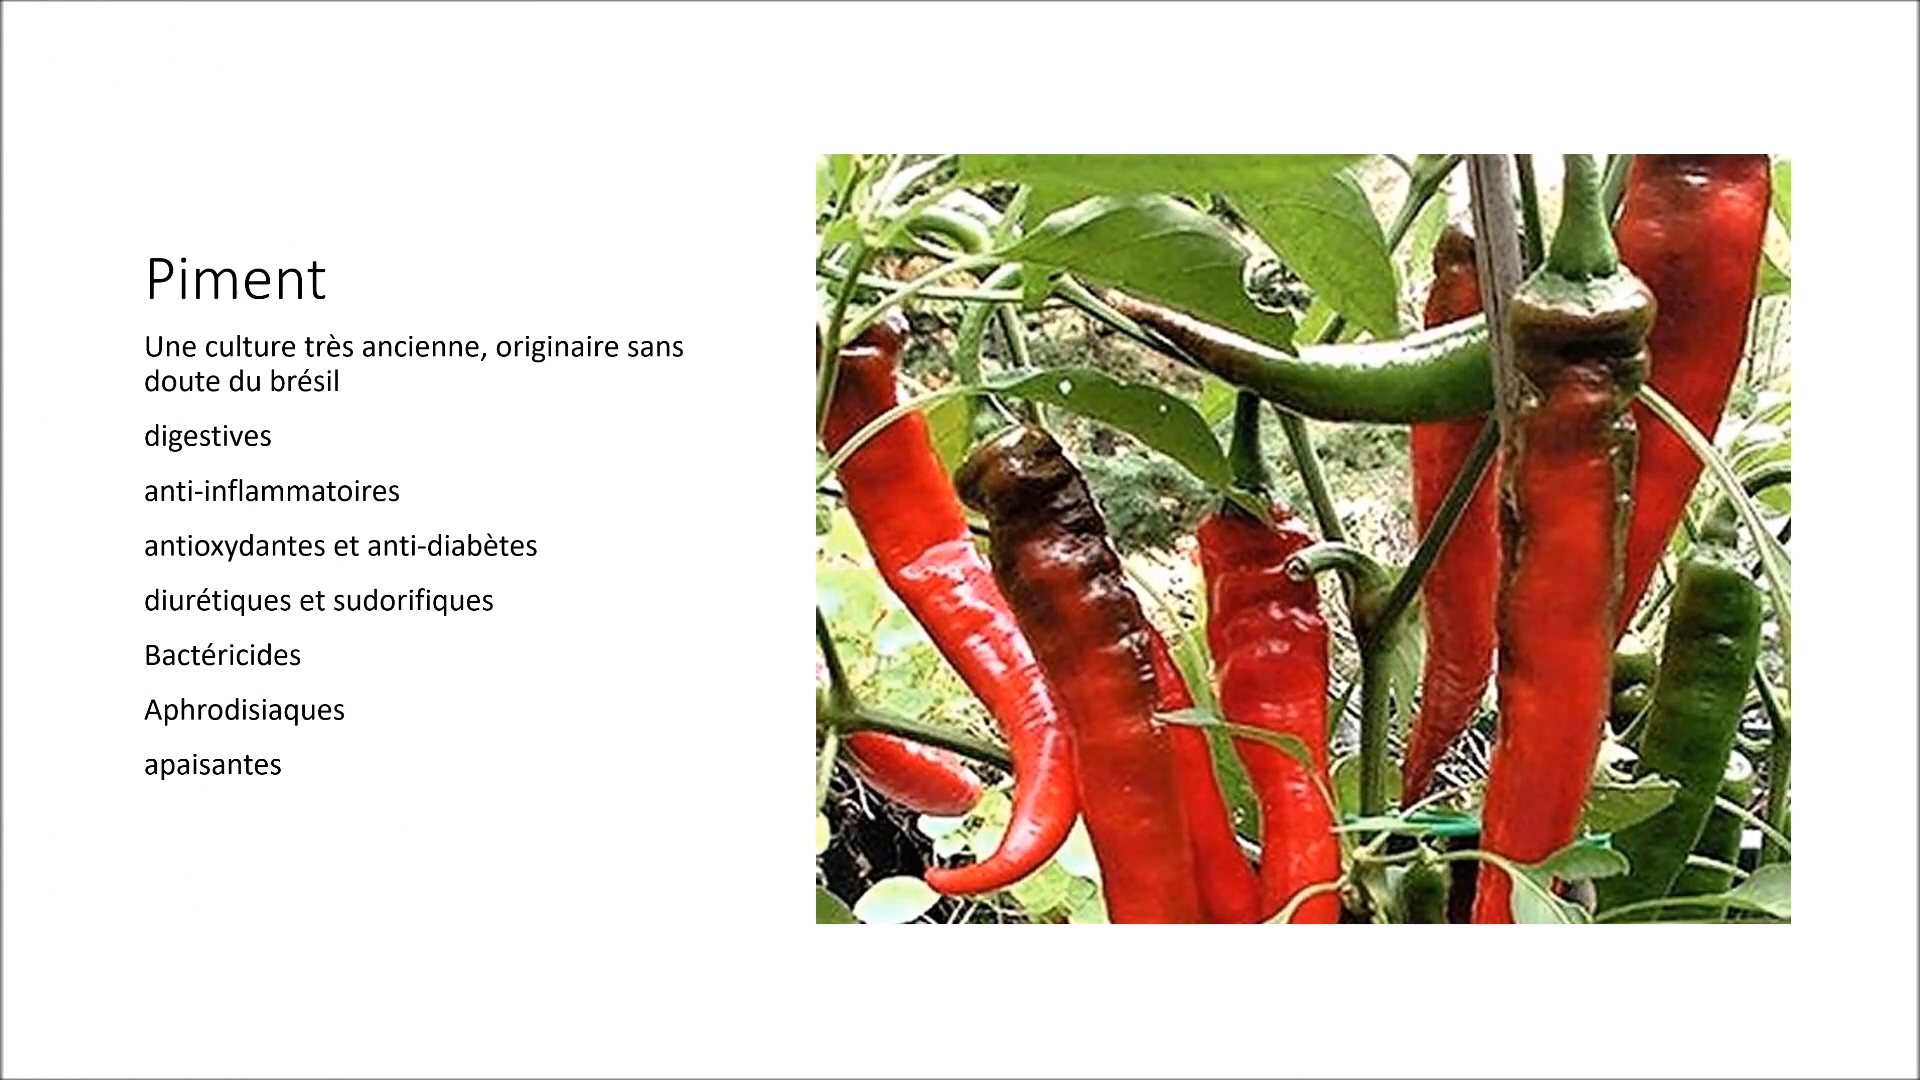 Piment
Une culture très ancienne, originaire sans
doute du brésil
digestives
anti-inflammatoires
antioxydantes et anti-diabètes
diurétiques et sudorifiques
Bactéricides
Aphrodisiaques
apaisantes